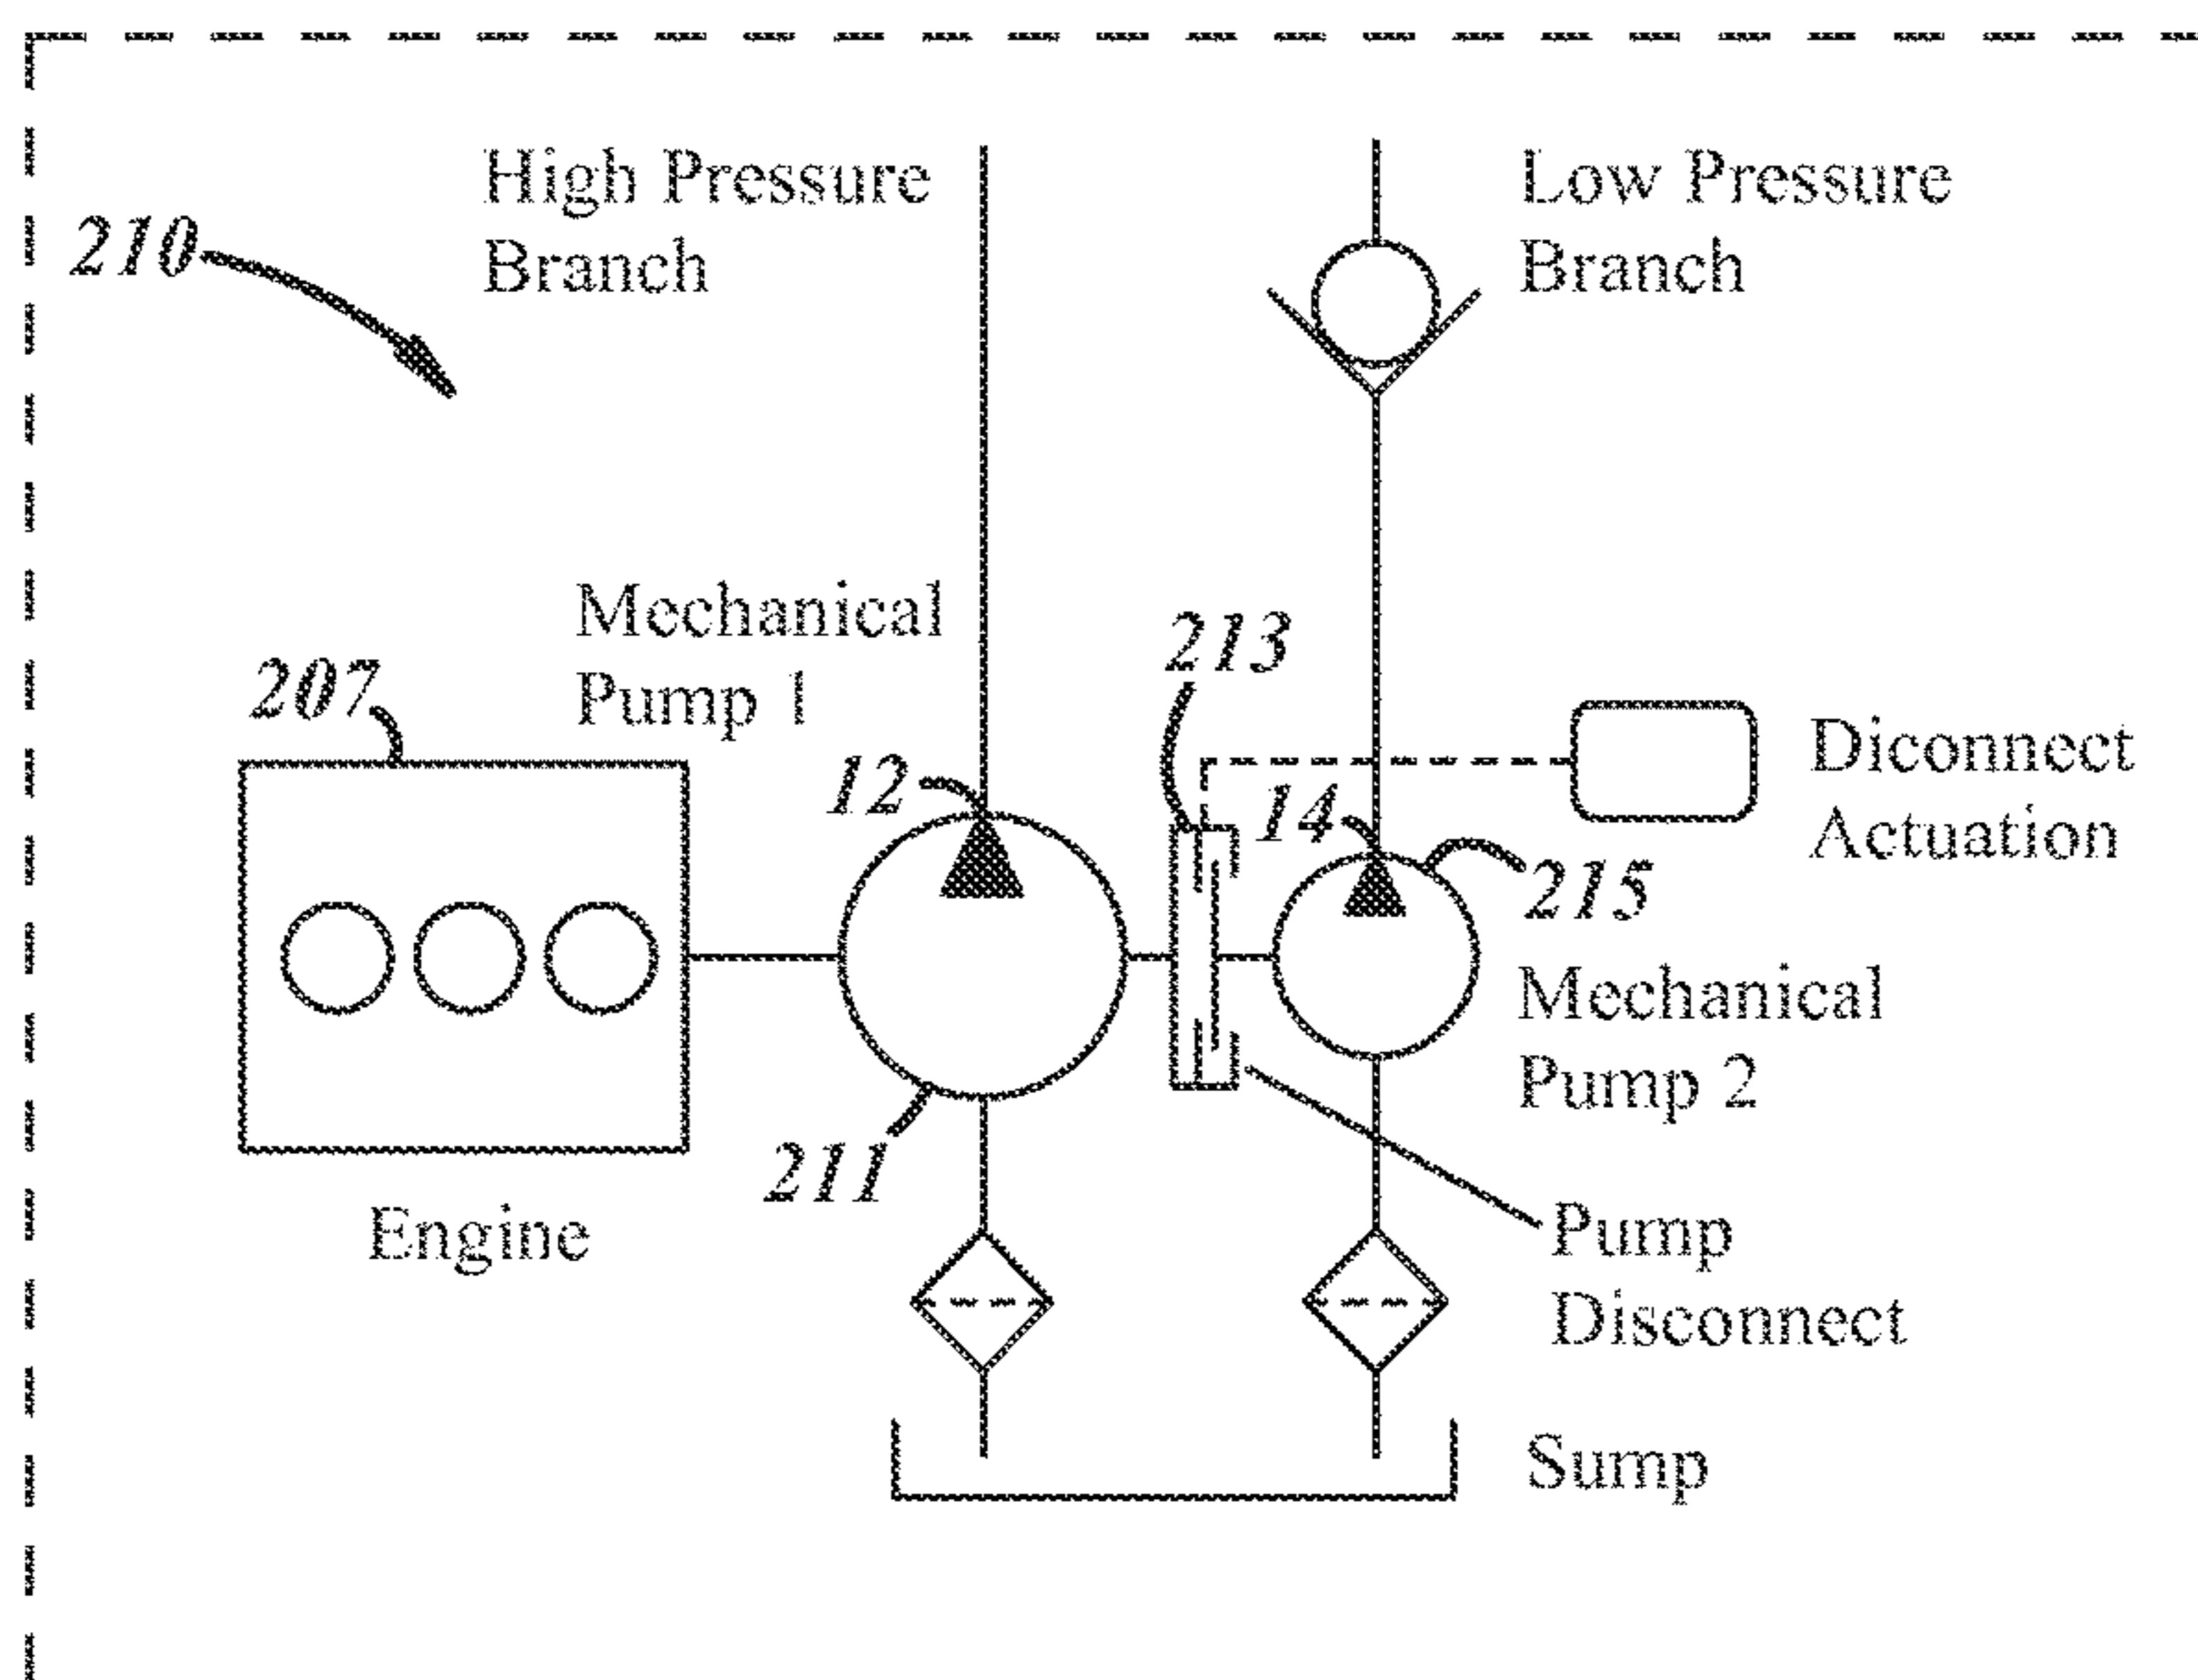 High Pressure
Branch
Low Pressure
Branch
210
Mechanical
Pump 1
213
207
12
14
Diconnect
Actuation
215
Mechanical
Pump 2
211
Engine
Pump
Disconnect
Sump